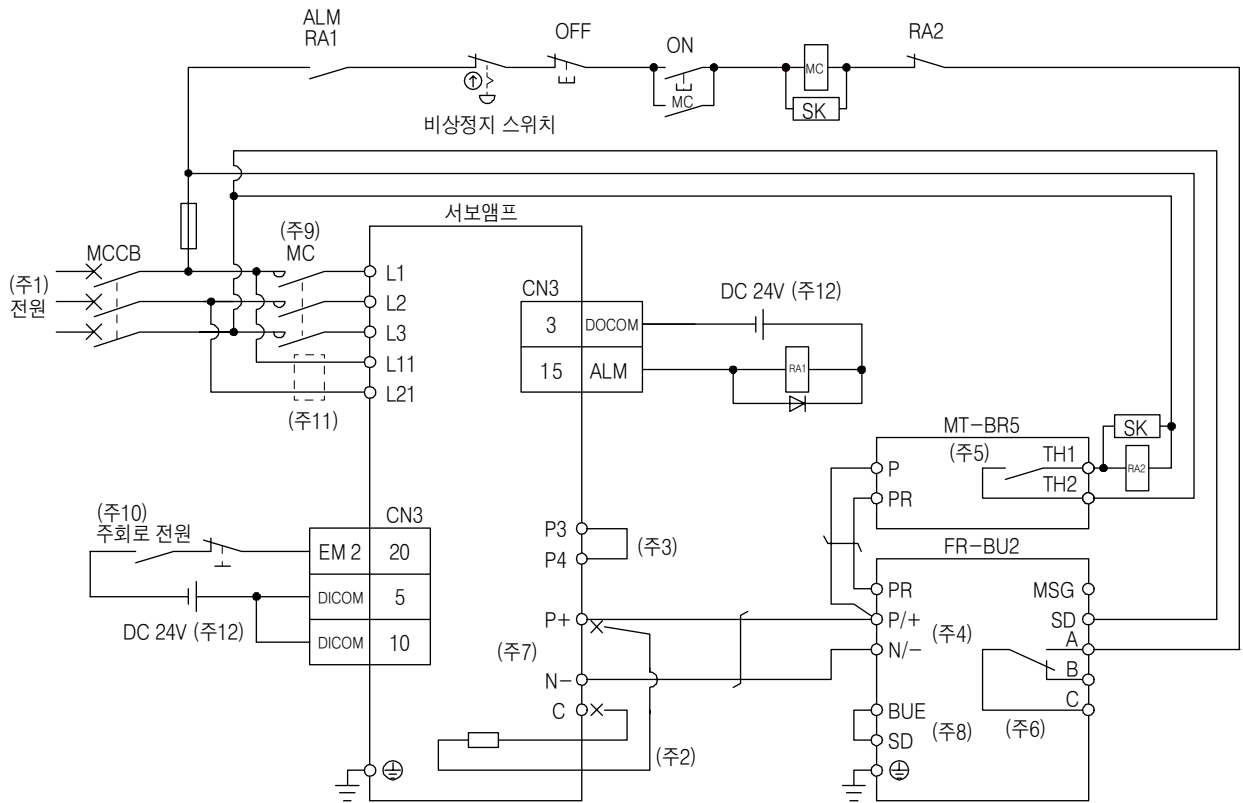 ALM
RA1
OFF
ON
RA2
MC
MC
SK
비상정지 스위치
서보앰프
(주9)
MCCB
MC
(주1)
전원
L1
L2
L3
L11
L21
(주11)
CN3
3 DOCOM
15 ALM
DC 24V (주12)
RA1
MT-BR5
(주5)
P
PR
TH1
TH2
SK
RA2
(주10)
주회로 전원
CN3
EM 2 20
DICOM 5
DICOM 10
DC 24V (주12)
P3
P4
(주3)
P+
(주7)
N-
C
(주2)
FR-BU2
PR
P/+
(주4)
N/-
BUE
(주8)
SD
MSG
SD
A
B
C
(주6)